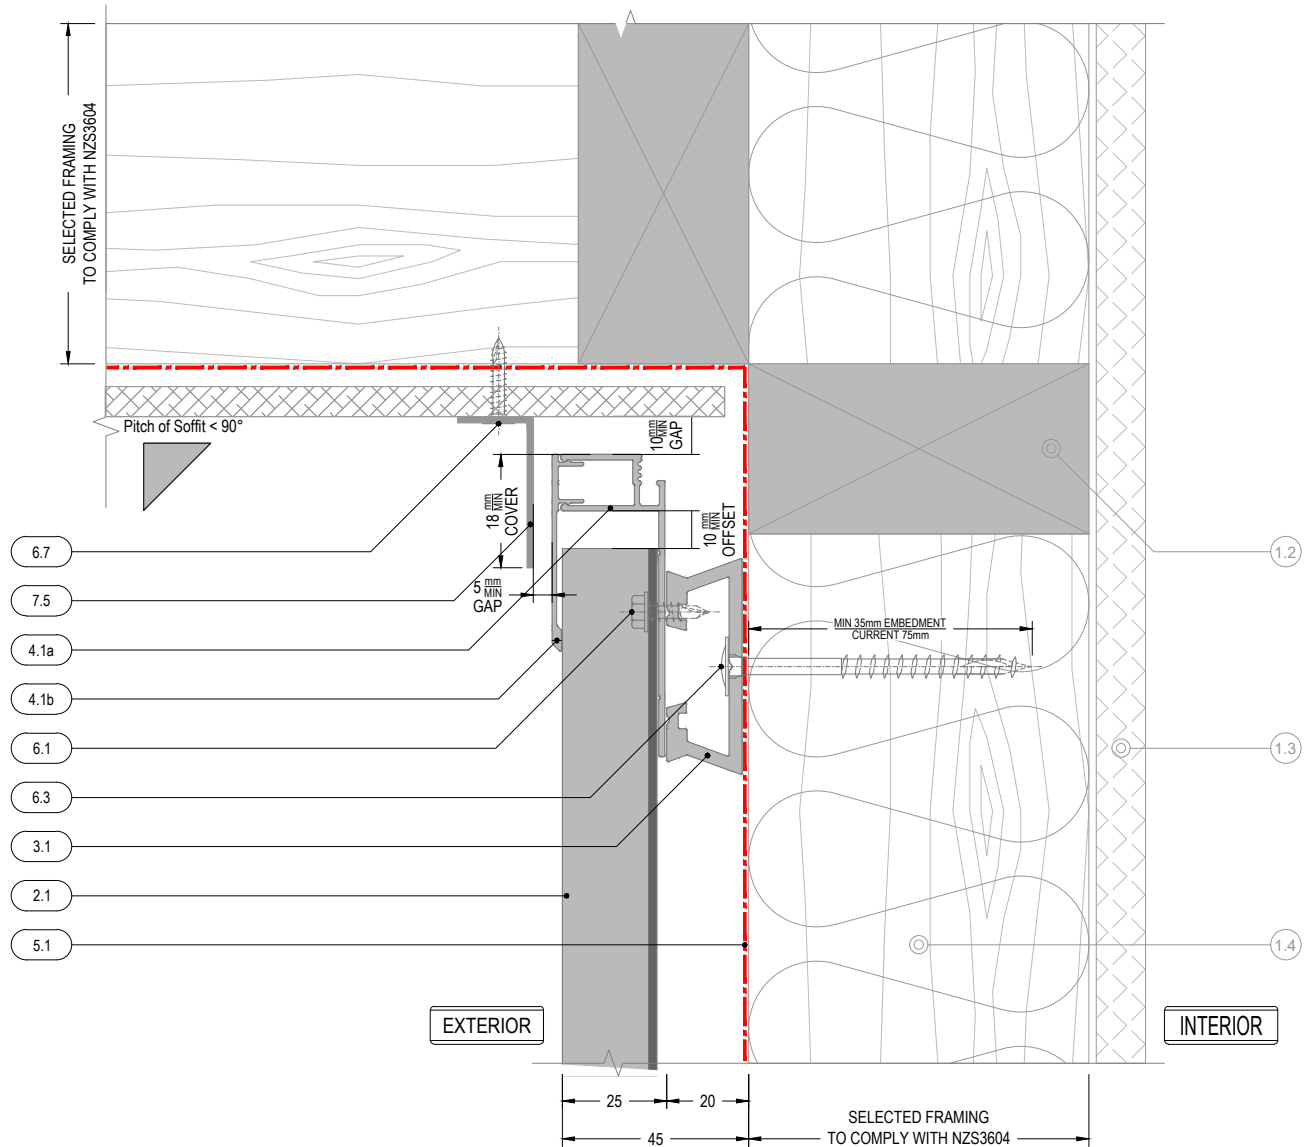 SELECTED FRAMING
TO COMPLY WITH NZS3604
Pitch of Soffit < 90°
10 mm MIN
GAP
18 mm MIN
COVER
10 mm MIN
OFFSET
5 mm MIN
GAP
MIN 35mm EMBEDMENT
CURRENT 75mm
6.7
7.5
4.1a
4.1b
6.1
6.3
3.1
2.1
5.1
1.2
1.3
1.4
EXTERIOR
INTERIOR
25
20
45
SELECTED FRAMING
TO COMPLY WITH NZS3604